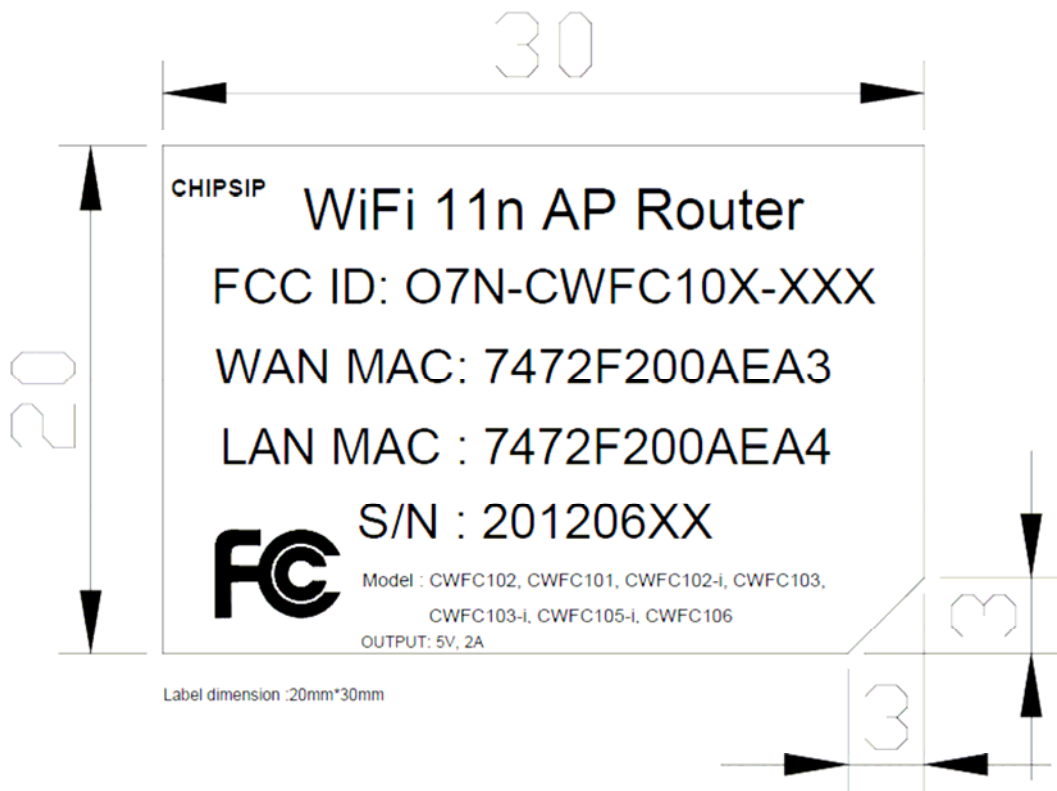 30
20
CHIPSIP
WiFi 11n AP Router
FCC ID: O7N-CWFC10X-XXX
WAN MAC: 7472F200AEA3
LAN MAC : 7472F200AEA4
S/N : 201206XX
FC
Model : CWFC102, CWFC101, CWFC102-i, CWFC103,
CWFC103-i, CWFC105-i, CWFC106
OUTPUT: 5V, 2A
3
Label dimension :20mm*30mm
3